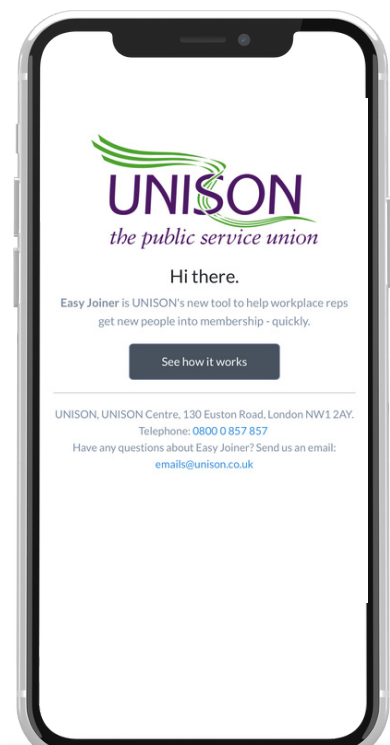 UNISON
the public service union
Hi there.
Easy Joiner is UNISON's new tool to help workplace reps
get new people into membership - quickly.
See how it works
UNISON, UNISON Centre, 130 Euston Road, London NW1 2AY.
Telephone: 0800 0 857 857
Have any questions about Easy Joiner? Send us an email:
emails@unison.co.uk